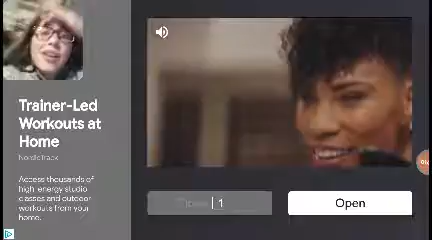 Trainer-Led
Workouts at
Home
NordicTrack
Access thousands of
high energy studio
classes and outdoor
workouts from your
home.
1
Open